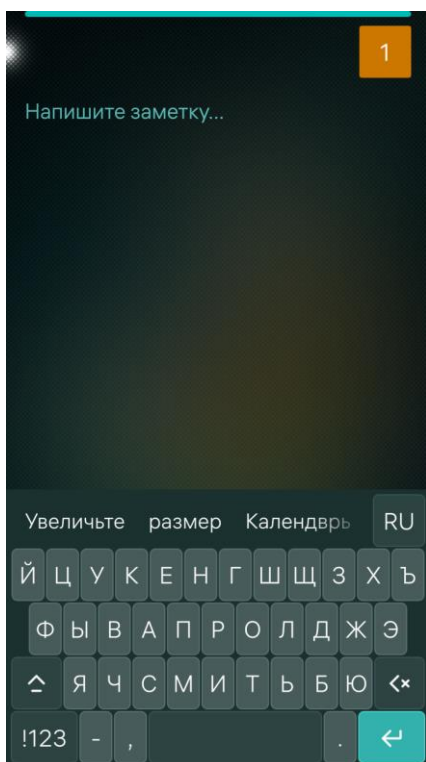 1
Напишите заметку...
Увеличьте размер Календврь RU
Й Ц У К Е Н Г Ш Щ З Х Ъ
Ф Ы В А П Р О Л Д Ж Э
Я Ч С М И Т Ь Б Ю
!123 - , .